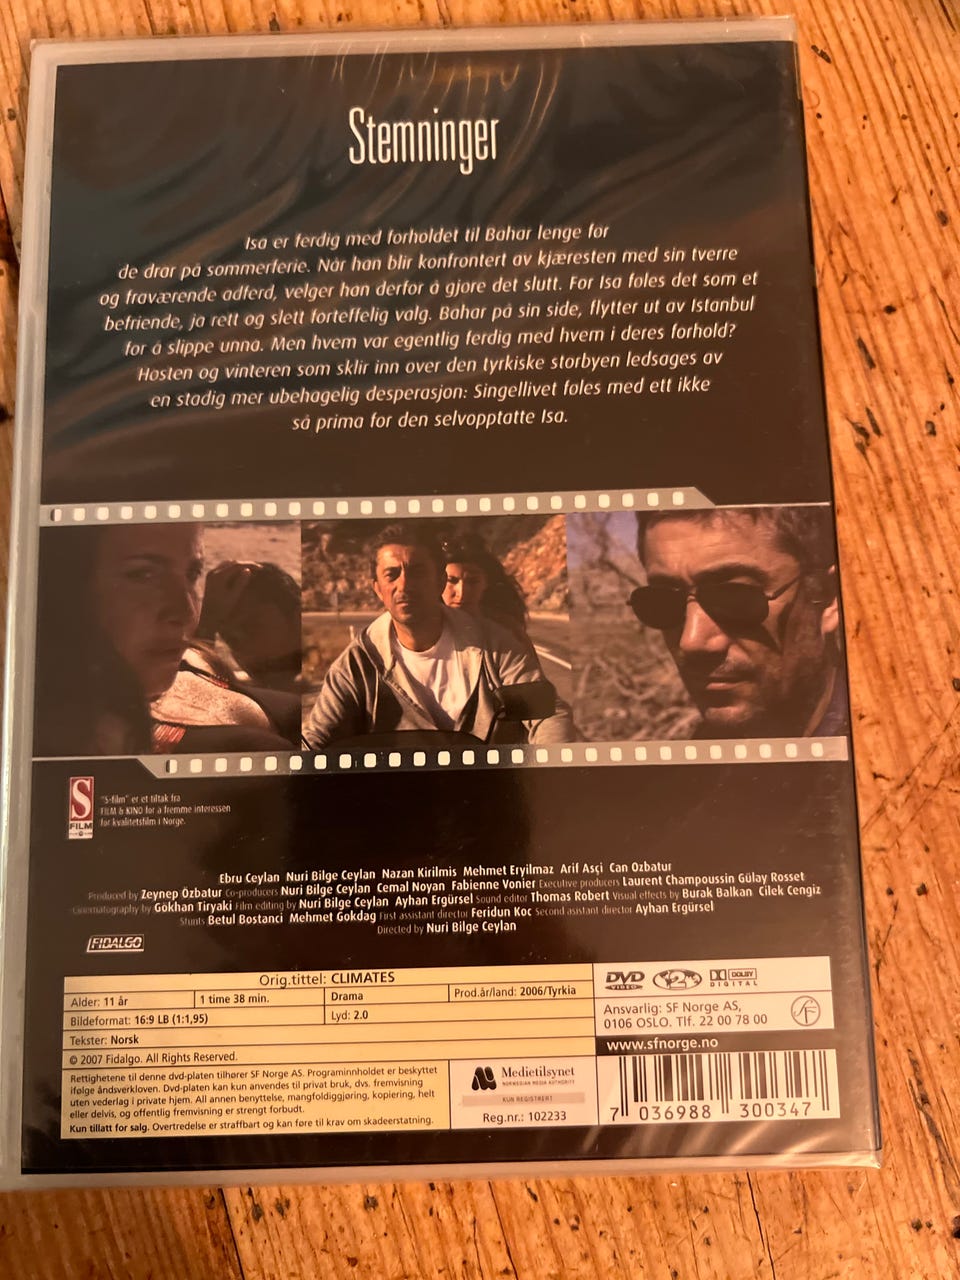 Stemninger
Isa er ferdig med forholdet til Bahar lenge før
de drar på sommerferie. Når han blir konfrontert av kjæresten med sin tverre
og fraværende adferd, velger han derfor å gjøre det slutt. For Isa føles det som et
befriende, ja rett og slett forteffelig valg. Bahar på sin side, flytter ut av Istanbul
for å slippe unna. Men hvem var egentlig ferdig med hvem i deres forhold?
Høsten og vinteren som sklir inn over den tyrkiske storbyen ledsages av
en stadig mer ubehagelig desperasjon: Singellivet føles med ett ikke
så prima for den selvopptatte Isa.
S
FILM
"S-film" er et tiltak fra
FILM & KINO for å fremme interessen
for kvalitetsfilm i Norge.
Ebru Ceylan Nuri Bilge Ceylan Nazan Kirilmis Mehmet Eryilmaz Arif Asçi Can Ozbatur
Produced by Zeynep Özbatur Co-producers Nuri Bilge Ceylan Cemal Noyan Fabienne Vonier Executive producers Laurent Champoussin Gülay Rosset
Cinematography by Gökhan Tiryaki Film editing by Nuri Bilge Ceylan Ayhan Ergürsel Sound editor Thomas Robert Visual effects by Burak Balkan Cilek Cengiz
Stunts Betul Bostanci Mehmet Gokdag First assistant director Feridun Koc Second asistant director Ayhan Ergürsel
Directed by Nuri Bilge Ceylan
FIDALGO
Orig.tittel: CLIMATES
Alder: 11 år 1 time 38 min. Drama Prod.år/land: 2006/Tyrkia
Bildeformat: 16:9 LB (1:1,95) Lyd: 2.0
Tekster: Norsk
© 2007 Fidalgo. All Rights Reserved.
Rettighetene til denne dvd-platen tilhører SF Norge AS. Programinnholdet er beskyttet
ifølge åndsverkloven. Dvd-platen kan kun anvendes til privat bruk, dvs. fremvisning
uten vederlag i private hjem. All annen benyttelse, mangfoldiggjøring, kopiering, helt
eller delvis, og offentlig fremvisning er strengt forbudt.
Kun tillatt for salg. Overtredelse er straffbart og kan føre til krav om skadeerstatning.
Medietilsynet
NORWEGIAN MEDIA AUTHORITY
KUN REGISTRERT
Reg.nr.: 102233
DVD VIDEO 2 DOLBY DIGITAL
Ansvarlig: SF Norge AS,
0106 OSLO. Tlf. 22 00 78 00
SF
www.sfnorge.no
7 036988 300347